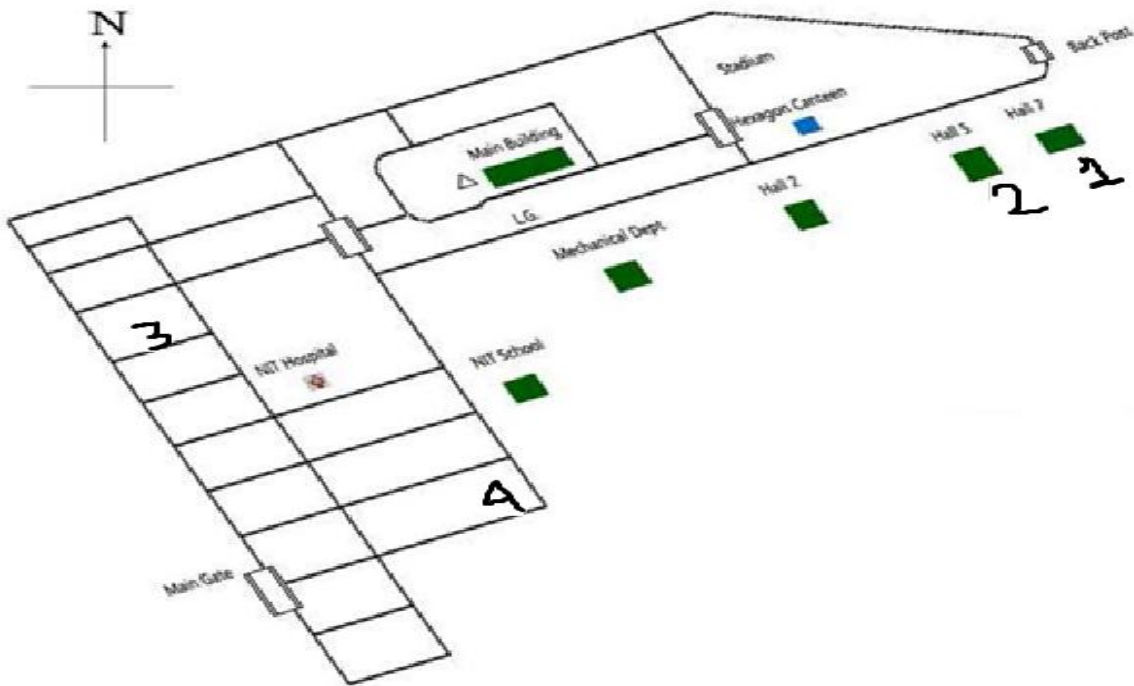 N
Back Post
Stadium
Hexagon Canteen
Hall 7
Hall 5
1
Main Building
2
Hall 2
L.G.
Mechanical Dept
3
NIT Hospital
NIT School
4
Main Gate